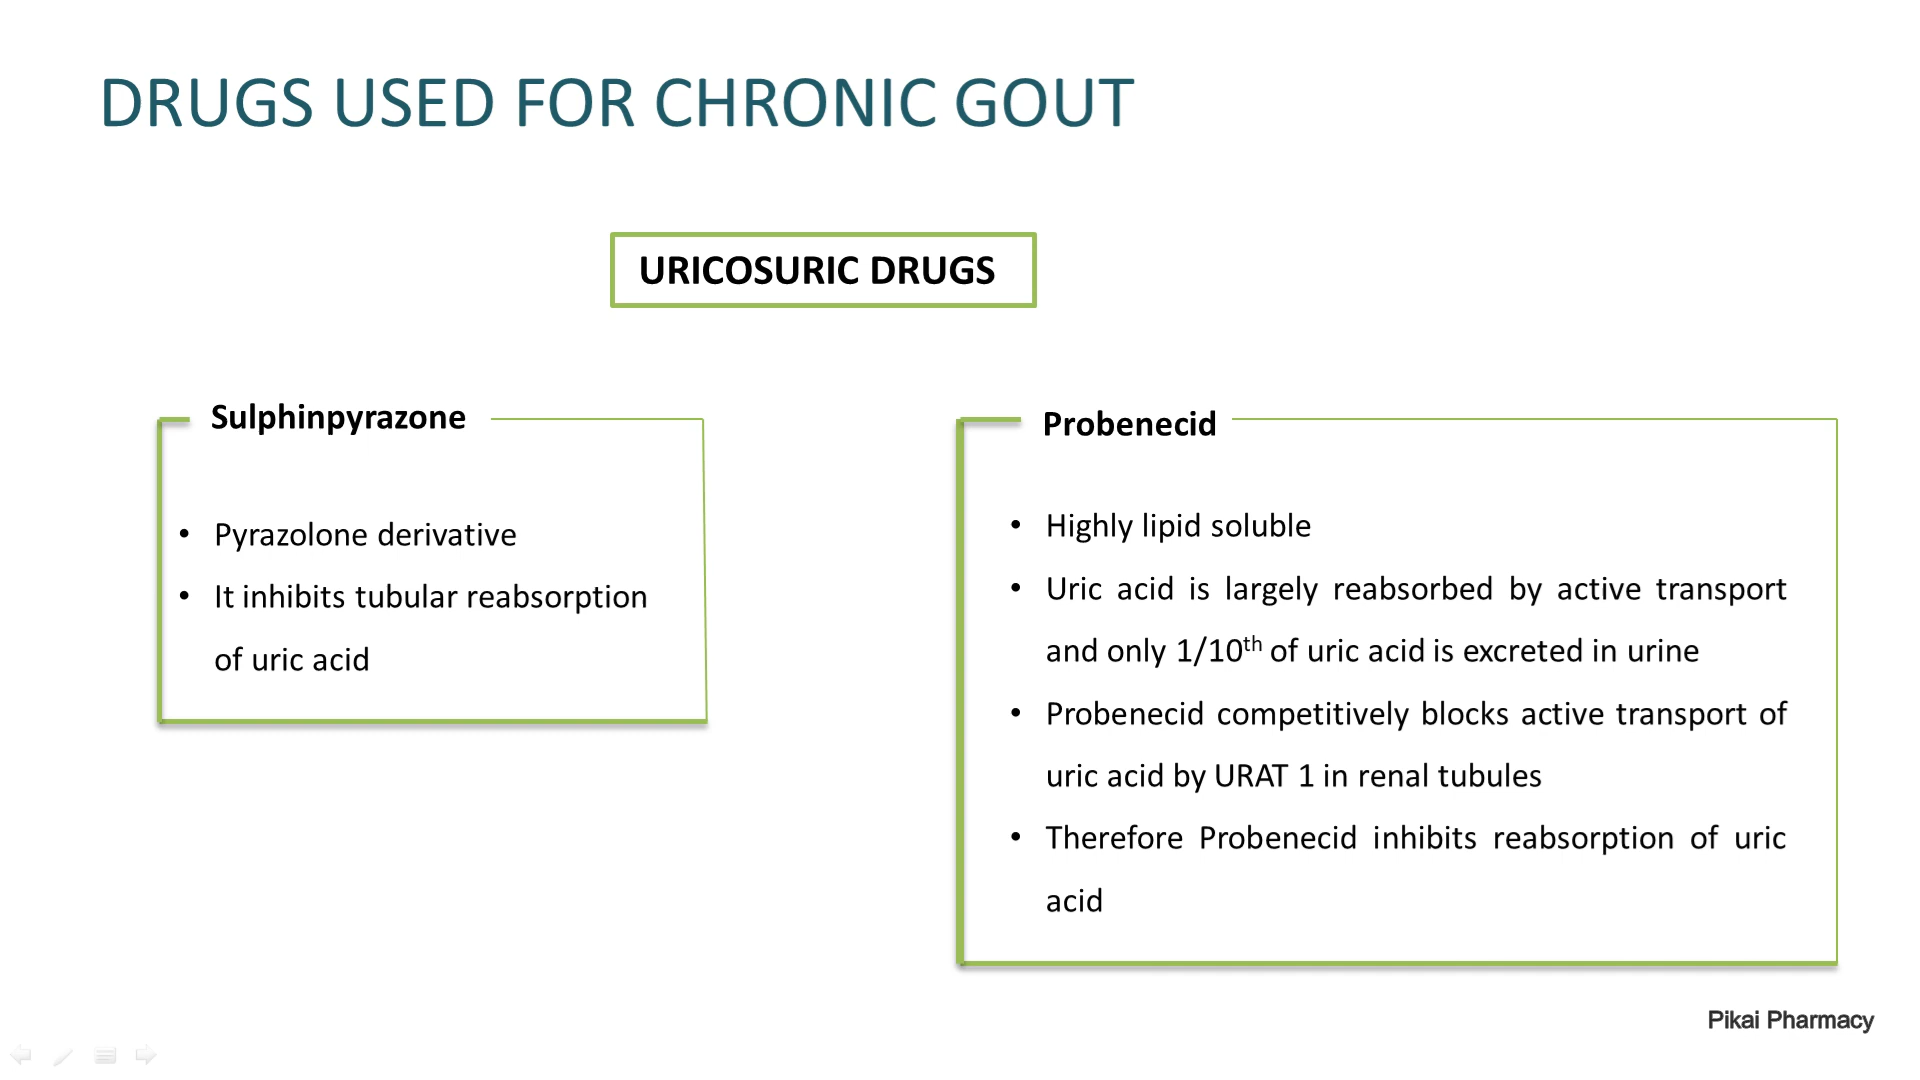 DRUGS USED FOR CHRONIC GOUT
URICOSURIC DRUGS
Sulphinpyrazone
• Pyrazolone derivative
• It inhibits tubular reabsorption
of uric acid
Probenecid
• Highly lipid soluble
• Uric acid is largely reabsorbed by active transport
and only 1/10th of uric acid is excreted in urine
• Probenecid competitively blocks active transport of
uric acid by URAT 1 in renal tubules
• Therefore Probenecid inhibits reabsorption of uric
acid
Pikai Pharmacy